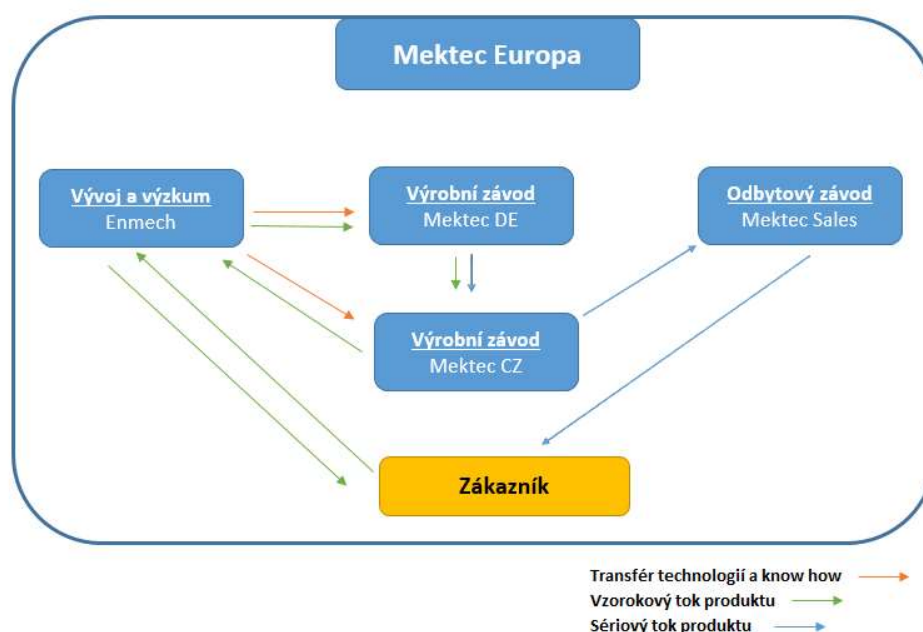 Mektec Europa
Vývoj a výzkum
Enmech
Výrobní závod
Mektec DE
Odbytový závod
Mektec Sales
Výrobní závod
Mektec CZ
Zákazník
Transfér technologií a know how
Vzorokový tok produktu
Sériový tok produktu